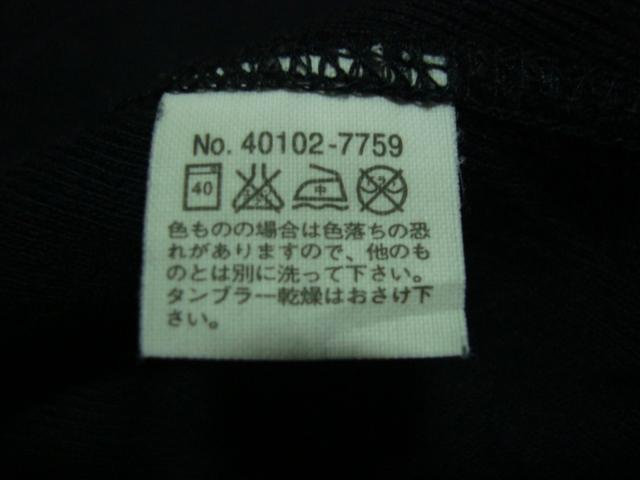 No. 40102-7759
40 中
色ものの場合は色落ちの恐
れがありますので、他のも
のとは別に洗って下さい。
タンブラー乾燥はおさけ下
さい。